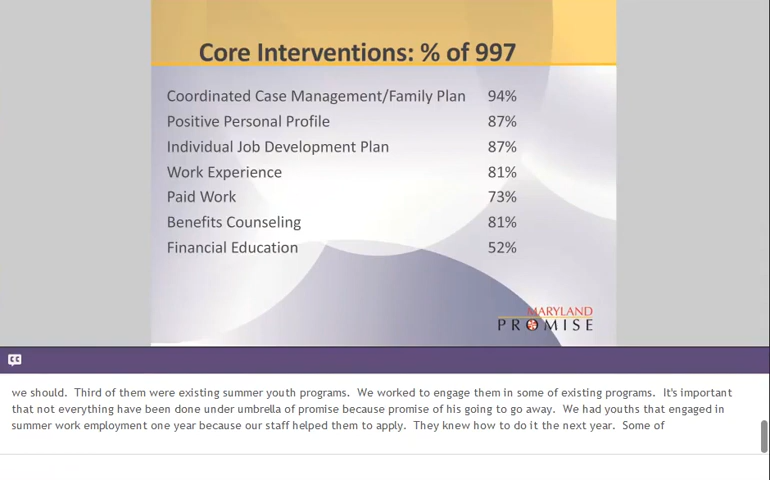 Core Interventions: % of 997
Coordinated Case Management/Family Plan 94%
Positive Personal Profile 87%
Individual Job Development Plan 87%
Work Experience 81%
Paid Work 73%
Benefits Counseling 81%
Financial Education 52%
MARYLAND
PROMISE
CC
we should. Third of them were existing summer youth programs. We worked to engage them in some of existing programs. It's important
that not everything have been done under umbrella of promise because promise of his going to go away. We had youths that engaged in
summer work employment one year because our staff helped them to apply. They knew how to do it the next year. Some of